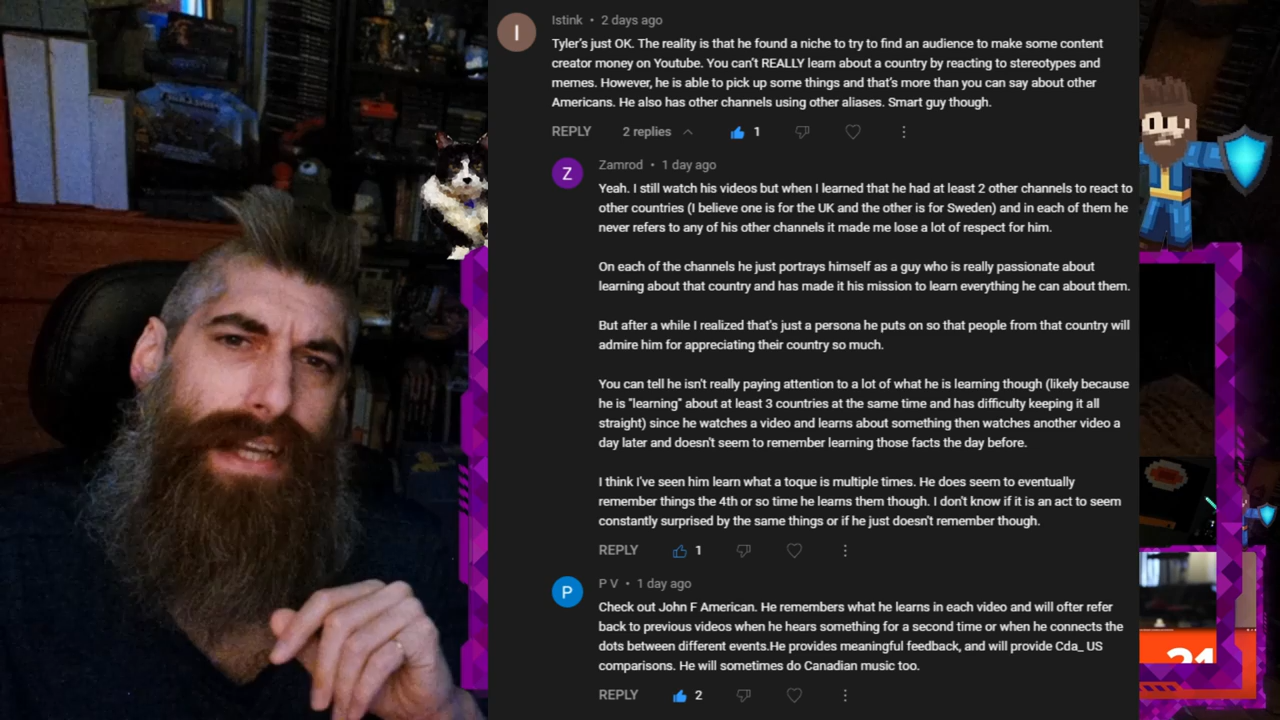 Istink • 2 days ago
Tyler's just OK. The reality is that he found a niche to try to find an audience to make some content
creator money on Youtube. You can't REALLY learn about a country by reacting to stereotypes and
memes. However, he is able to pick up some things and that's more than you can say about other
Americans. He also has other channels using other aliases. Smart guy though.
REPLY 2 replies 1
I
Zamrod • 1 day ago
Z
Yeah. I still watch his videos but when I learned that he had at least 2 other channels to react to
other countries (I believe one is for the UK and the other is for Sweden) and in each of them he
never refers to any of his other channels it made me lose a lot of respect for him.
On each of the channels he just portrays himself as a guy who is really passionate about
learning about that country and has made it his mission to learn everything he can about them.
But after a while I realized that's just a persona he puts on so that people from that country will
admire him for appreciating their country so much.
You can tell he isn't really paying attention to a lot of what he is learning though (likely because
he is "learning" about at least 3 countries at the same time and has difficulty keeping it all
straight) since he watches a video and learns about something then watches another video a
day later and doesn't seem to remember learning those facts the day before.
I think I've seen him learn what a toque is multiple times. He does seem to eventually
remember things the 4th or so time he learns them though. I don't know if it is an act to seem
constantly surprised by the same things or if he just doesn't remember though.
REPLY 1
P V • 1 day ago
P
Check out John F American. He remembers what he learns in each video and will ofter refer
back to previous videos when he hears something for a second time or when he connects the
dots between different events.He provides meaningful feedback, and will provide Cda_ US
comparisons. He will sometimes do Canadian music too.
REPLY 2